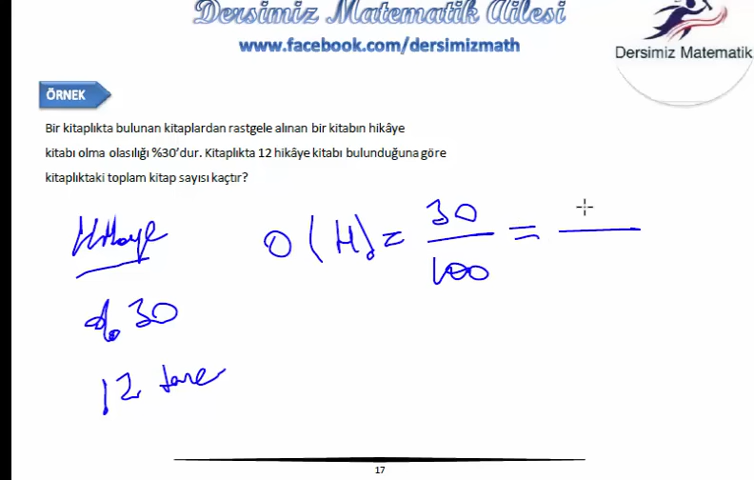 Dersimiz Matematik Ailesi
www.facebook.com/dersimizmath
Dersimiz Matematik
ÖRNEK
Bir kitaplıkta bulunan kitaplardan rastgele alınan bir kitabın hikâye
kitabı olma olasılığı %30'dur. Kitaplıkta 12 hikâye kitabı bulunduğuna göre
kitaplıktaki toplam kitap sayısı kaçtır?
Hikaye
%30
12 tane
O(H)= 30/100 =
17